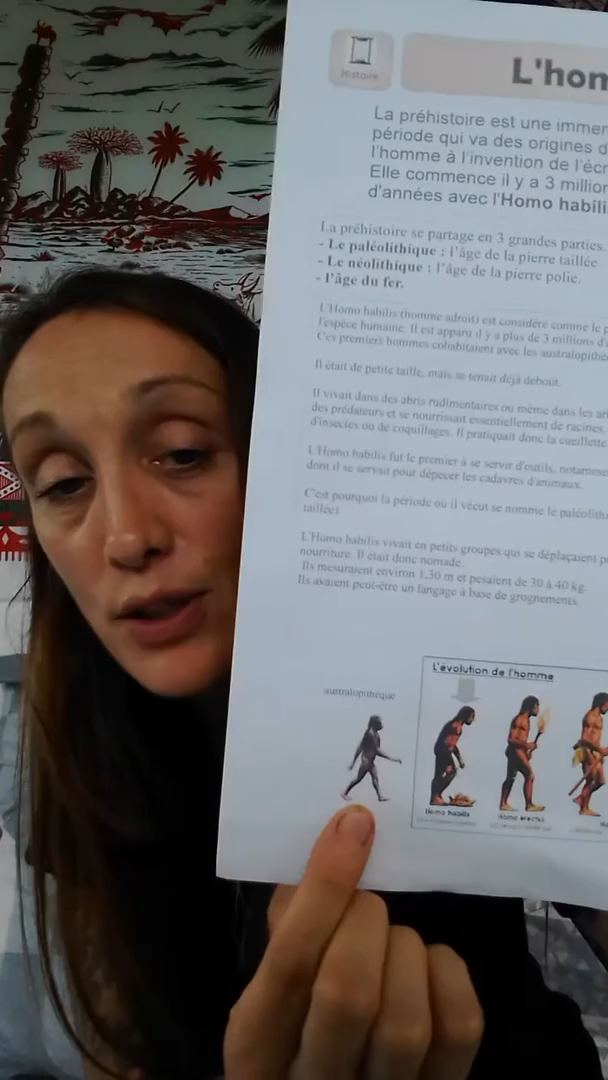 Histoire
L'hom
La préhistoire est une immen
période qui va des origines d
l'homme à l'invention de l'écr
Elle commence il y a 3 million
d'années avec l'Homo habili
La préhistoire se partage en 3 grandes parties.
- Le paléolithique : l'âge de la pierre taillée.
- Le néolithique : l'âge de la pierre polie.
- l'âge du fer.
L'Homo habilis (homme adroit) est considéré comme le p
l'espèce humaine. Il est apparu il y a plus de 3 millions d'a
Ces premiers hommes cohabitaient avec les australopithè
Il était de petite taille, mais se tenait déjà debout.
Il vivait dans des abris rudimentaires ou même dans les ar
des prédateurs et se nourrissait essentiellement de racines,
d'insectes ou de coquillages. Il pratiquait donc la cueillette
L'Homo habilis fut le premier à se servir d'outils, notamme
dont il se servait pour dépecer les cadavres d'animaux.
C'est pourquoi la période où il vécut se nomme le paléolith
taillée)
L'Homo habilis vivait en petits groupes qui se déplaçaient p
nourriture. Il était donc nomade.
Ils mesuraient environ 1,30 m et pesaient de 30 à 40 kg.
Ils avaient peut-être un langage à base de grognements.
L'évolution de l'homme
australopithèque
Homo habilis
Homo erectus